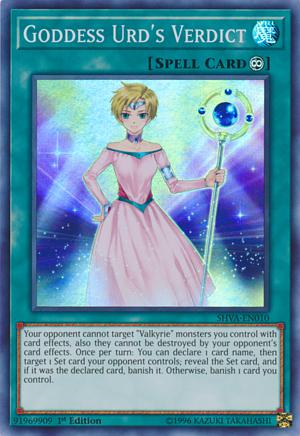 Goddess Urd's Verdict
SPELL
魔
[Spell Card]
SHVA-EN010
Your opponent cannot target "Valkyrie" monsters you control with
card effects, also they cannot be destroyed by your opponent's
card effects. Once per turn: You can declare 1 card name, then
target 1 Set card your opponent controls; reveal the Set card, and
if it was the declared card, banish it. Otherwise, banish 1 card you
control.
91969909 1st Edition ©1996 KAZUKI TAKAHASHI